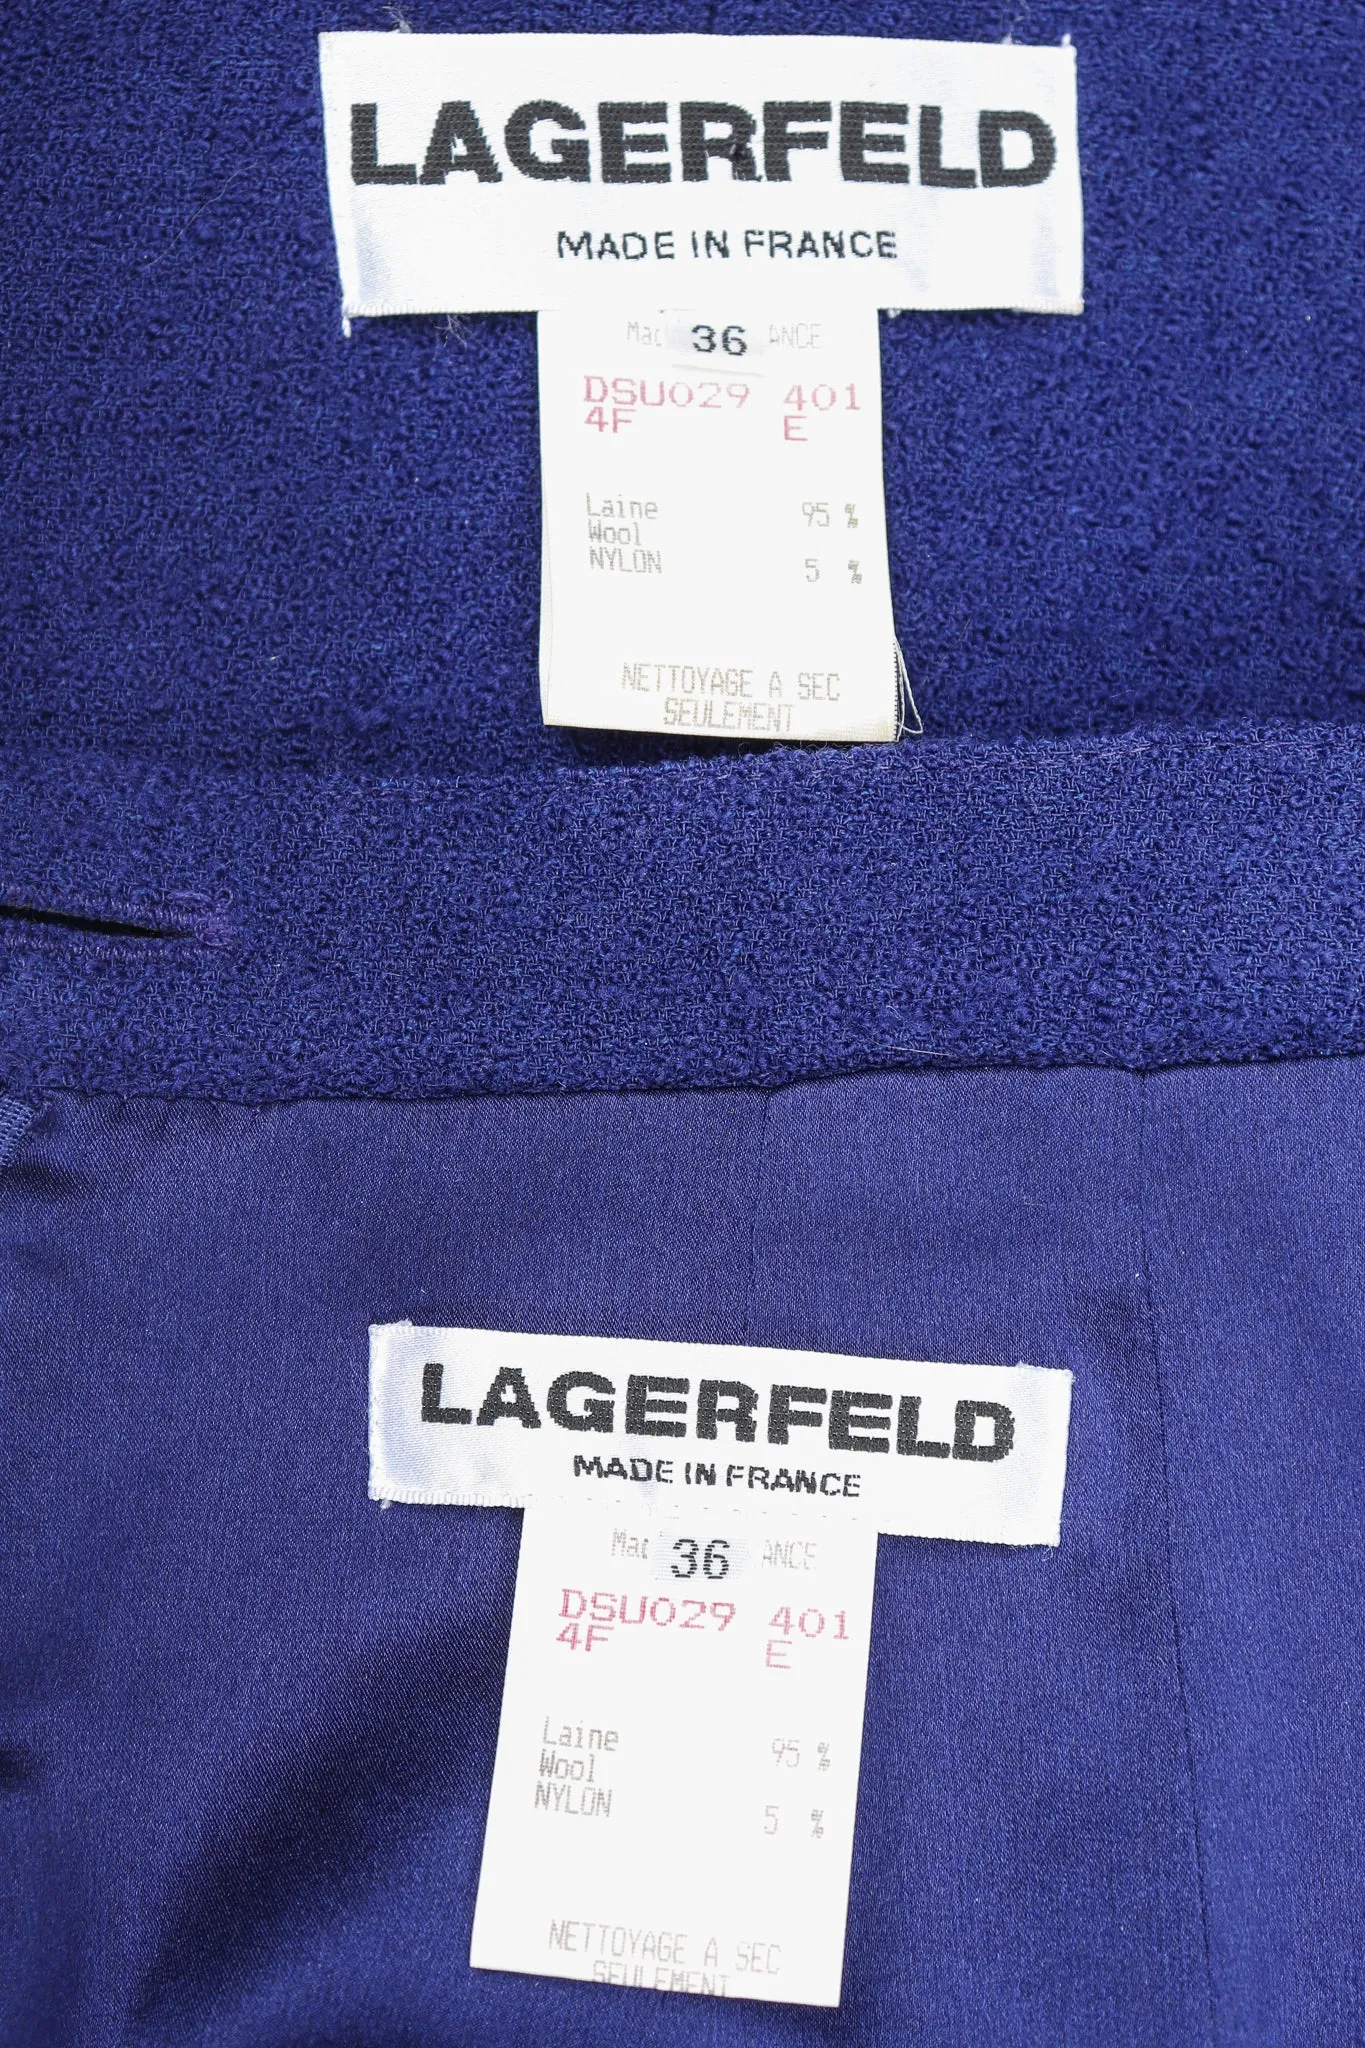 LAGERFELD
MADE IN FRANCE
36
DSU029 401
4F E
Laine 95 %
Wool
NYLON 5 %
NETTOYAGE A SEC
SEULEMENT
LAGERFELD
MADE IN FRANCE
36
DSU029 401
4F E
Laine 95 %
Wool
NYLON 5 %
NETTOYAGE A SEC
SEULEMENT